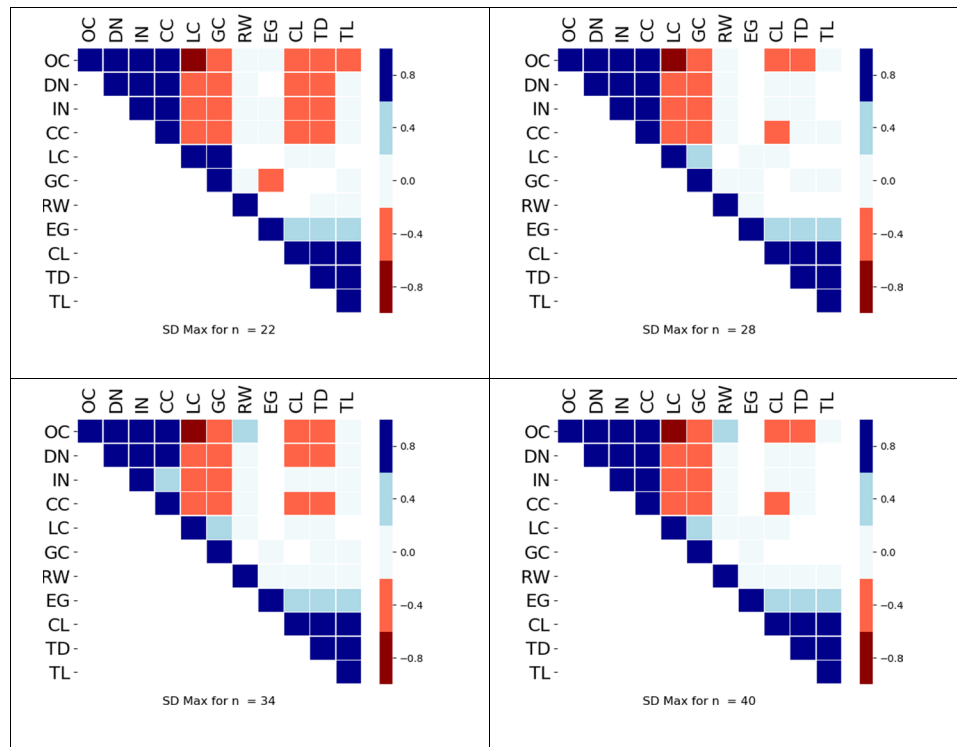 OC DN IN CC LC GC RW EG CL TD TL
OC
DN
IN
CC
LC
GC
RW
EG
CL
TD
TL
0.8
0.4
0.0
−0.4
−0.8
SD Max for n = 22
OC DN IN CC LC GC RW EG CL TD TL
OC
DN
IN
CC
LC
GC
RW
EG
CL
TD
TL
0.8
0.4
0.0
−0.4
−0.8
SD Max for n = 28
OC DN IN CC LC GC RW EG CL TD TL
OC
DN
IN
CC
LC
GC
RW
EG
CL
TD
TL
0.8
0.4
0.0
−0.4
−0.8
SD Max for n = 34
OC DN IN CC LC GC RW EG CL TD TL
OC
DN
IN
CC
LC
GC
RW
EG
CL
TD
TL
0.8
0.4
0.0
−0.4
−0.8
SD Max for n = 40